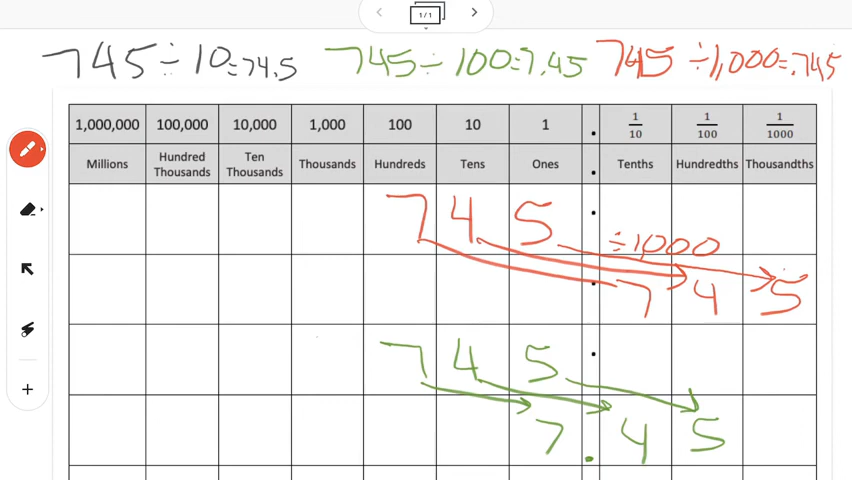 1/1
745 ÷ 10=74.5 745 ÷ 100=7.45 745 ÷1,000=.745
1,000,000 100,000 10,000 1,000 100 10 1 . 1/10 1/100 1/1000
Millions Hundred Thousands Ten Thousands Thousands Hundreds Tens Ones . Tenths Hundredths Thousandths
7 4 5 .
÷1000
. 7 4 5
7 4 5 .
7 . 4 5